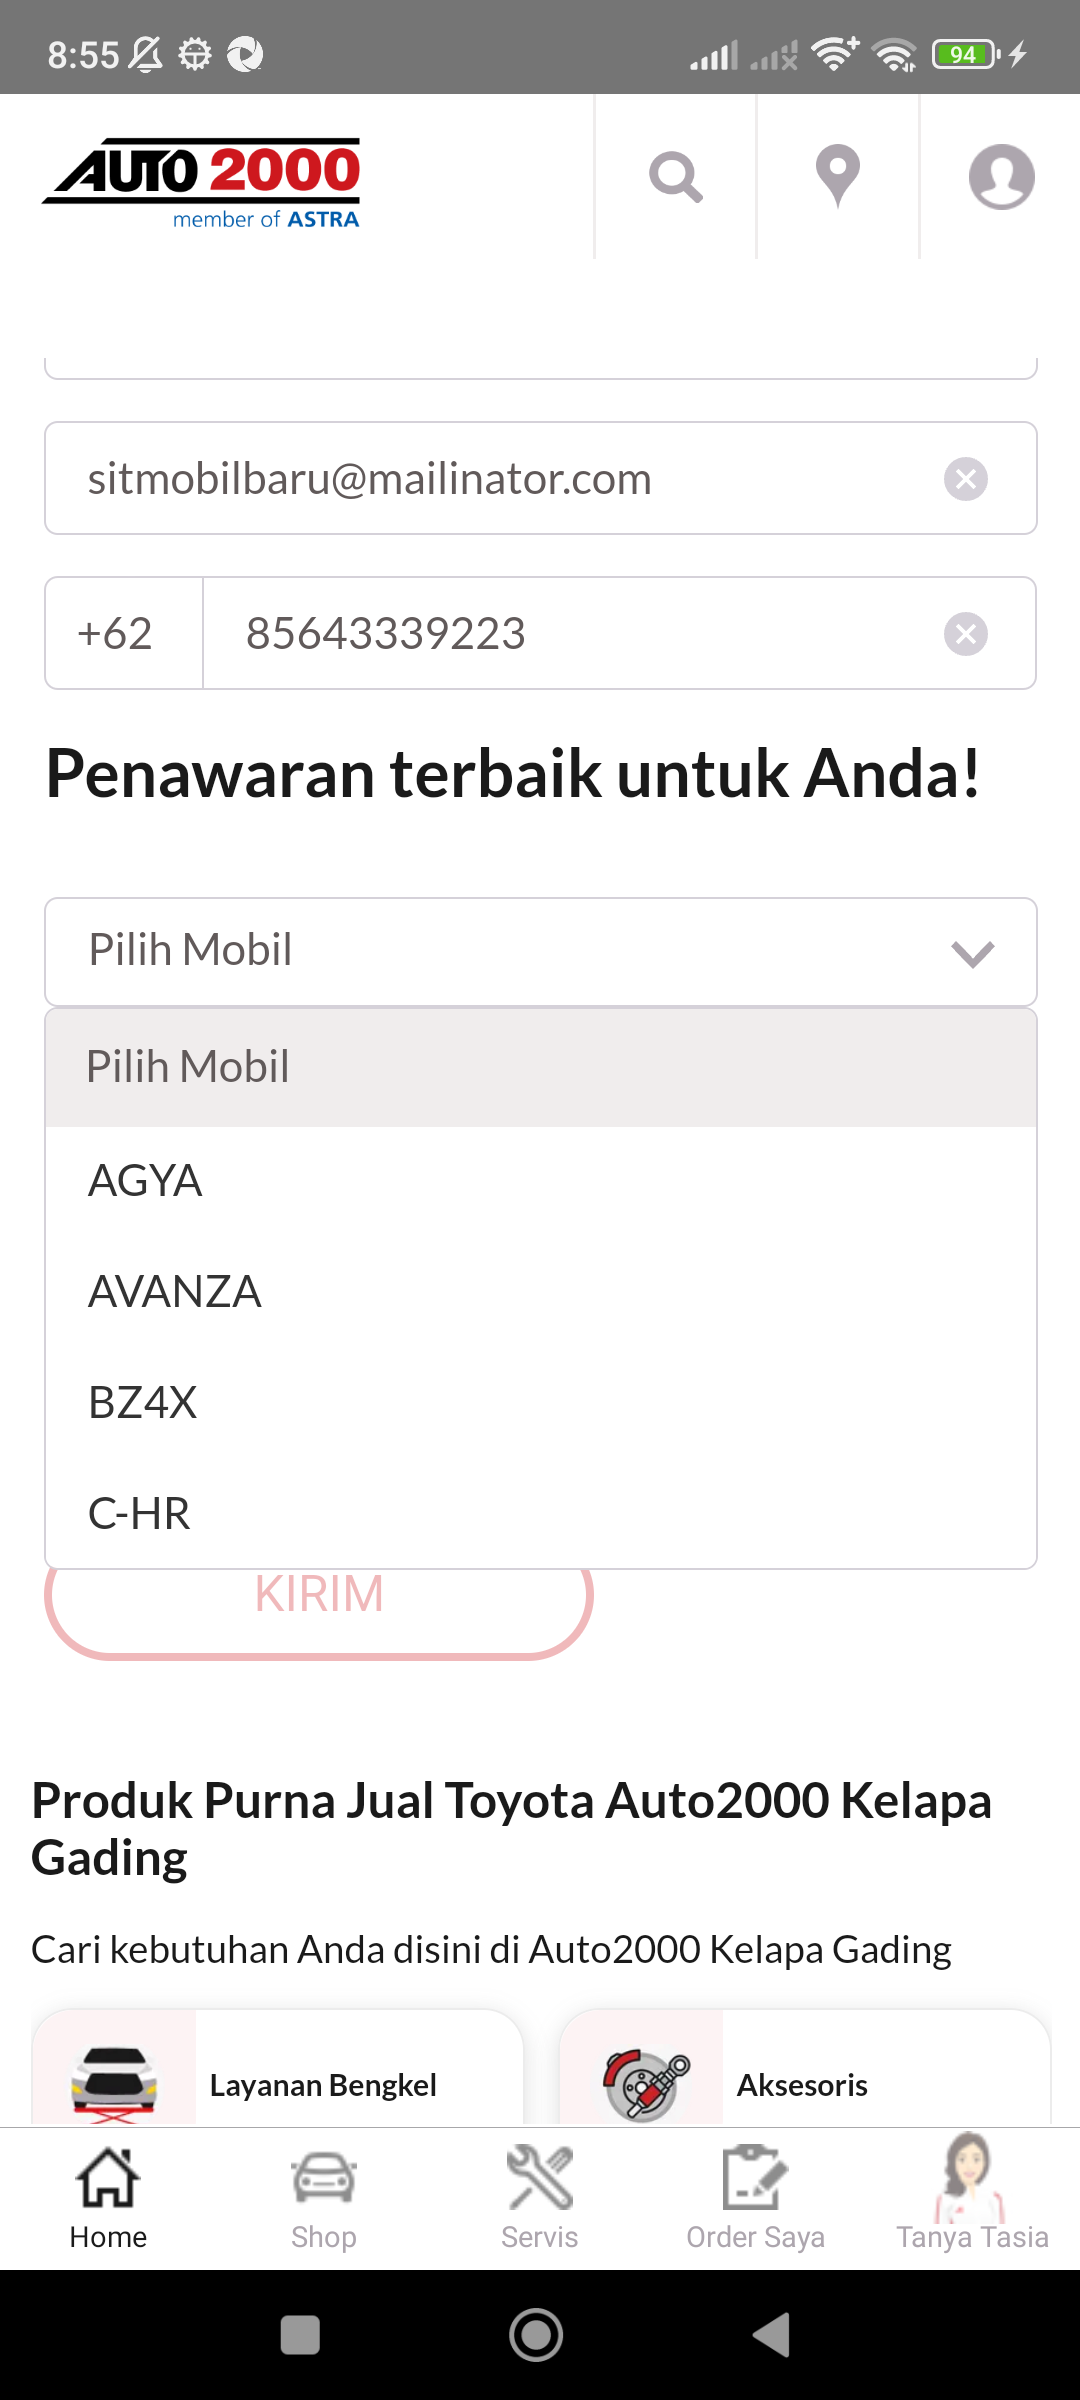 8:55
94
AUTO 2000
member of ASTRA
sitmobilbaru@mailinator.com
+62 85643339223
Penawaran terbaik untuk Anda!
Pilih Mobil
Pilih Mobil
AGYA
AVANZA
BZ4X
C-HR
KIRIM
Produk Purna Jual Toyota Auto2000 Kelapa
Gading
Cari kebutuhan Anda disini di Auto2000 Kelapa Gading
Layanan Bengkel
Aksesoris
Home
Shop
Servis
Order Saya
Tanya Tasia